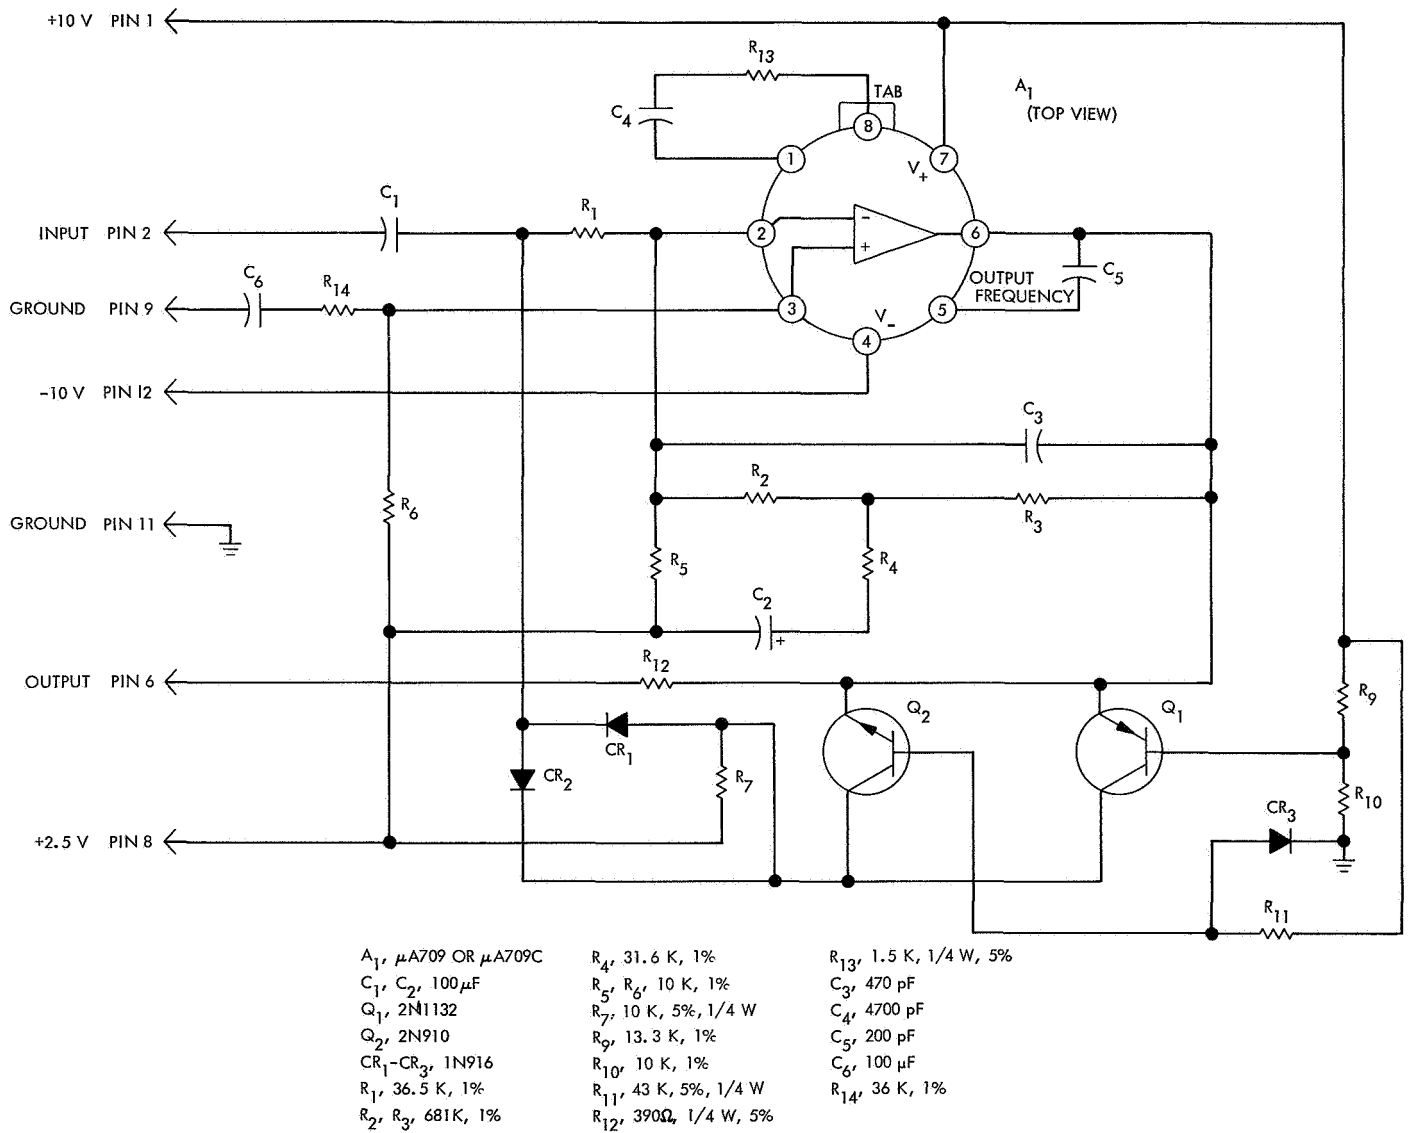 +10 V PIN 1
R13
TAB
A1
(TOP VIEW)
C4
8
1
7
V+
C1
R1
INPUT PIN 2
2
−
+
6
C6
R14
OUTPUT
FREQUENCY
C5
GROUND PIN 9
3
V−
5
4
−10 V PIN 12
C3
R2
R6
R3
GROUND PIN 11
R5
R4
C2
+
R12
OUTPUT PIN 6
Q2
Q1
R9
CR1
CR2
R7
R10
CR3
+2.5 V PIN 8
R11
A1, μA709 OR μA709C
C1, C2, 100μF
Q1, 2N1132
Q2, 2N910
CR1-CR3, 1N916
R1, 36.5 K, 1%
R2, R3, 681K, 1%
R4, 31.6 K, 1%
R5, R6, 10 K, 1%
R7, 10 K, 5%, 1/4 W
R9, 13.3 K, 1%
R10, 10 K, 1%
R11, 43 K, 5%, 1/4 W
R12, 390Ω, 1/4 W, 5%
R13, 1.5 K, 1/4 W, 5%
C3, 470 pF
C4, 4700 pF
C5, 200 pF
C6, 100 μF
R14, 36 K, 1%